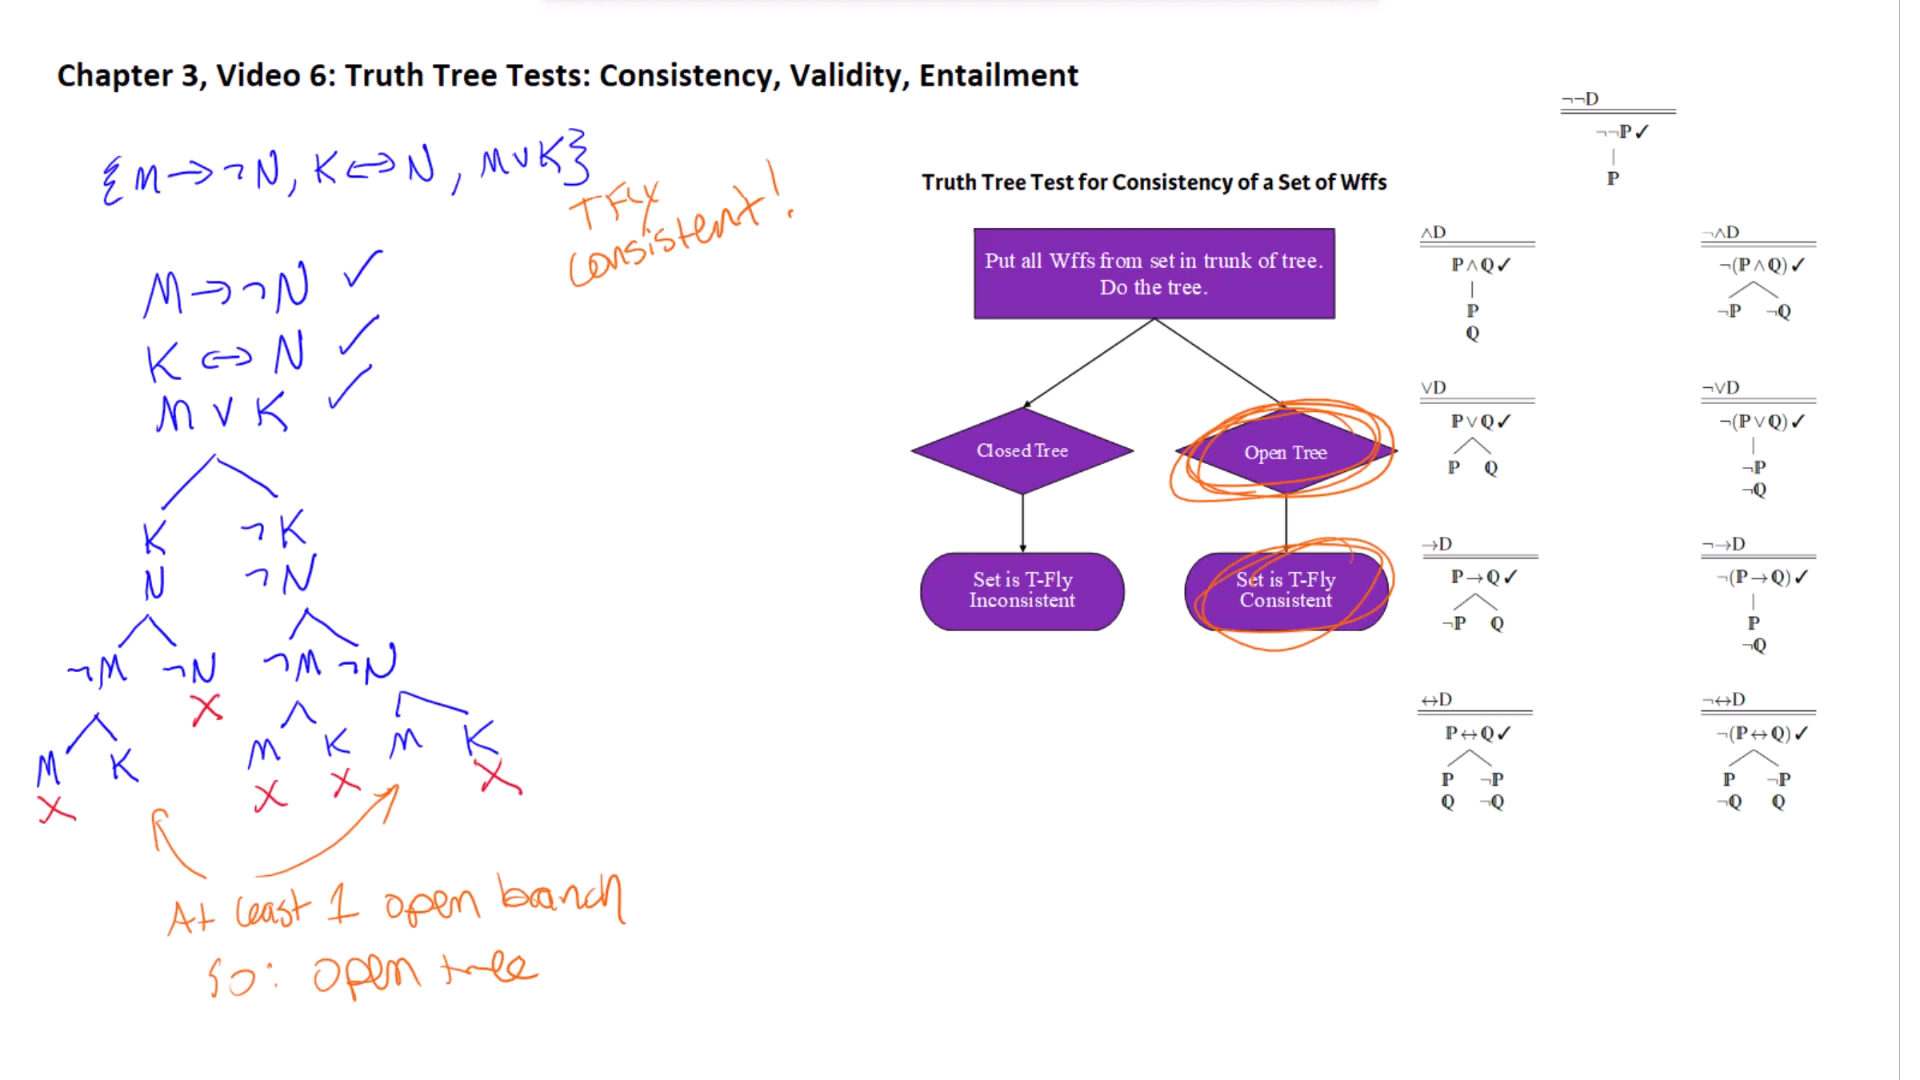 Chapter 3, Video 6: Truth Tree Tests: Consistency, Validity, Entailment
{M→¬N, K↔N, M∨K}
TFly
consistent!
M→¬N ✓
K↔N ✓
M∨K ✓
K ¬K
N ¬N
¬M ¬N ¬M ¬N
X
M K M K M K
X X X X
At least 1 open branch
So: open tree
Truth Tree Test for Consistency of a Set of Wffs
Put all Wffs from set in trunk of tree.
Do the tree.
Closed Tree
Open Tree
Set is T-Fly
Inconsistent
Set is T-Fly
Consistent
¬¬D
¬¬ℙ✓
ℙ
∧D
ℙ∧ℚ✓
ℙ
ℚ
¬∧D
¬(ℙ∧ℚ)✓
¬ℙ ¬ℚ
∨D
ℙ∨ℚ✓
ℙ ℚ
¬∨D
¬(ℙ∨ℚ)✓
¬ℙ
¬ℚ
→D
ℙ→ℚ✓
¬ℙ ℚ
¬→D
¬(ℙ→ℚ)✓
ℙ
¬ℚ
↔D
ℙ↔ℚ✓
ℙ ¬ℙ
ℚ ¬ℚ
¬↔D
¬(ℙ↔ℚ)✓
ℙ ¬ℙ
¬ℚ ℚ